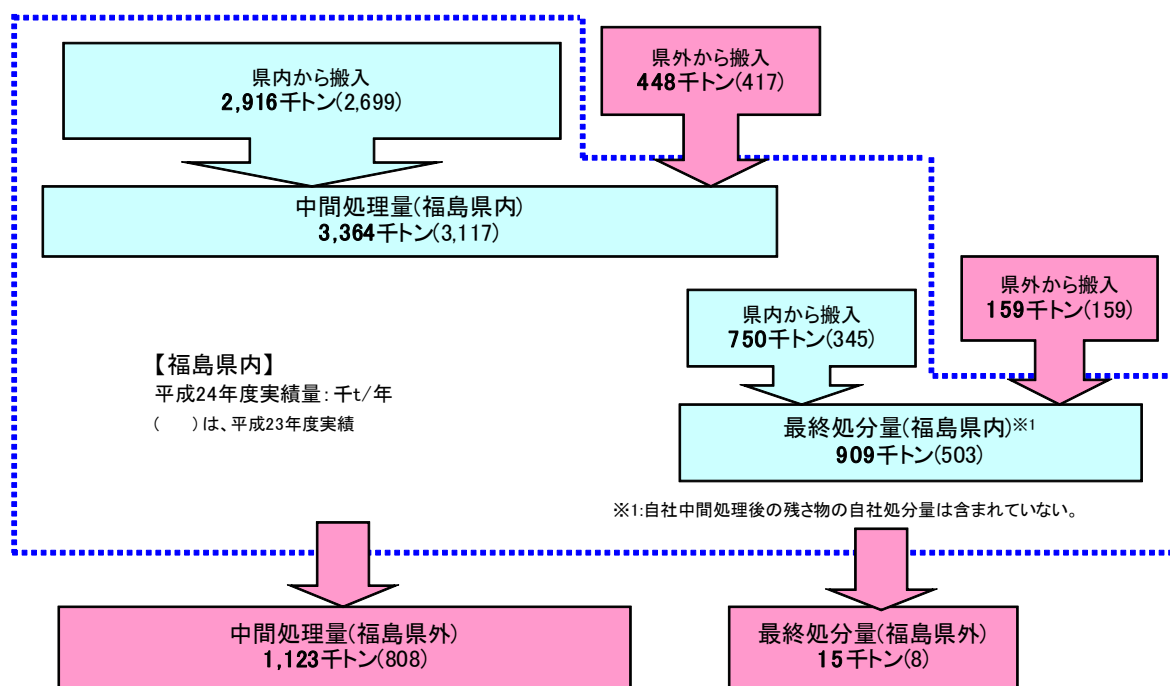 県内から搬入
2,916千トン(2,699)
県外から搬入
448千トン(417)
中間処理量(福島県内)
3,364千トン(3,117)
県外から搬入
159千トン(159)
県内から搬入
750千トン(345)
【福島県内】
平成24年度実績量：千t/年
(　　)は、平成23年度実績
最終処分量(福島県内)※1
909千トン(503)
※1:自社中間処理後の残さ物の自社処分量は含まれていない。
中間処理量(福島県外)
1,123千トン(808)
最終処分量(福島県外)
15千トン(8)